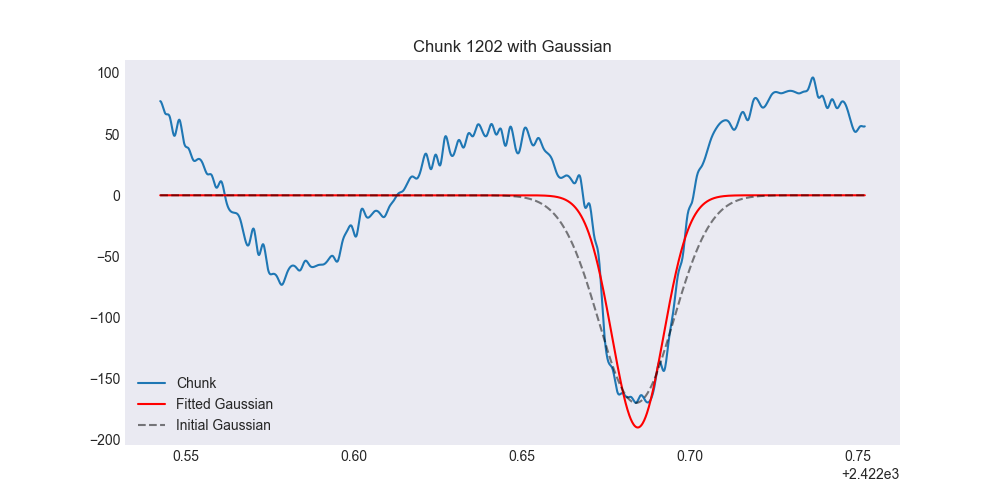 Chunk 1202 with Gaussian
100
50
0
−50
−100
−150
−200
Chunk
Fitted Gaussian
Initial Gaussian
0.55 0.60 0.65 0.70 0.75
+2.422e3